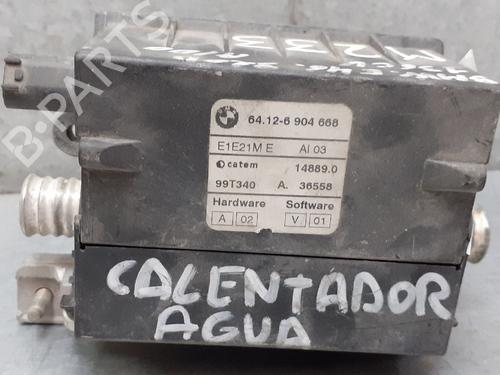 64.12-6 904 668
E1E21M E AI 03
catem 14889.0
99T340 A. 36558
Hardware Software
A 02 V 01
CALENTADOR
AGUA
B-PARTS